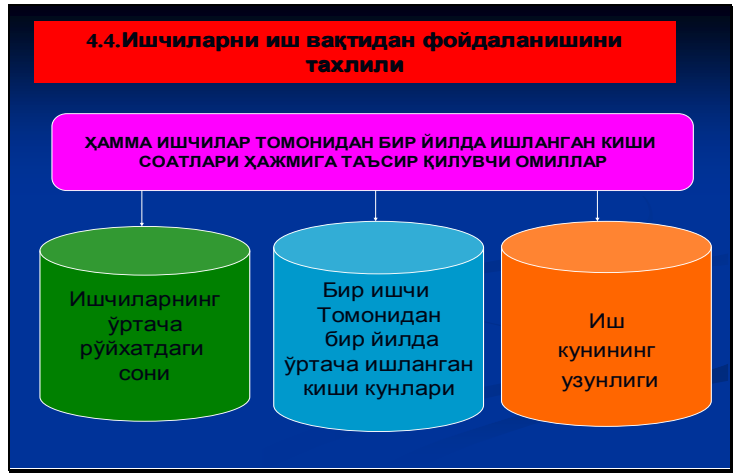 4.4.Ишчиларни иш вақтидан фойдаланишини
тахлили
ҲАММА ИШЧИЛАР ТОМОНИДАН БИР ЙИЛДА ИШЛАНГАН КИШИ
СОАТЛАРИ ҲАЖМИГА ТАЪСИР ҚИЛУВЧИ ОМИЛЛАР
Ишчиларнинг
ўртача
рўйхатдаги
сони
Бир ишчи
Томонидан
бир йилда
ўртача ишланган
киши кунлари
Иш
кунининг
узунлиги